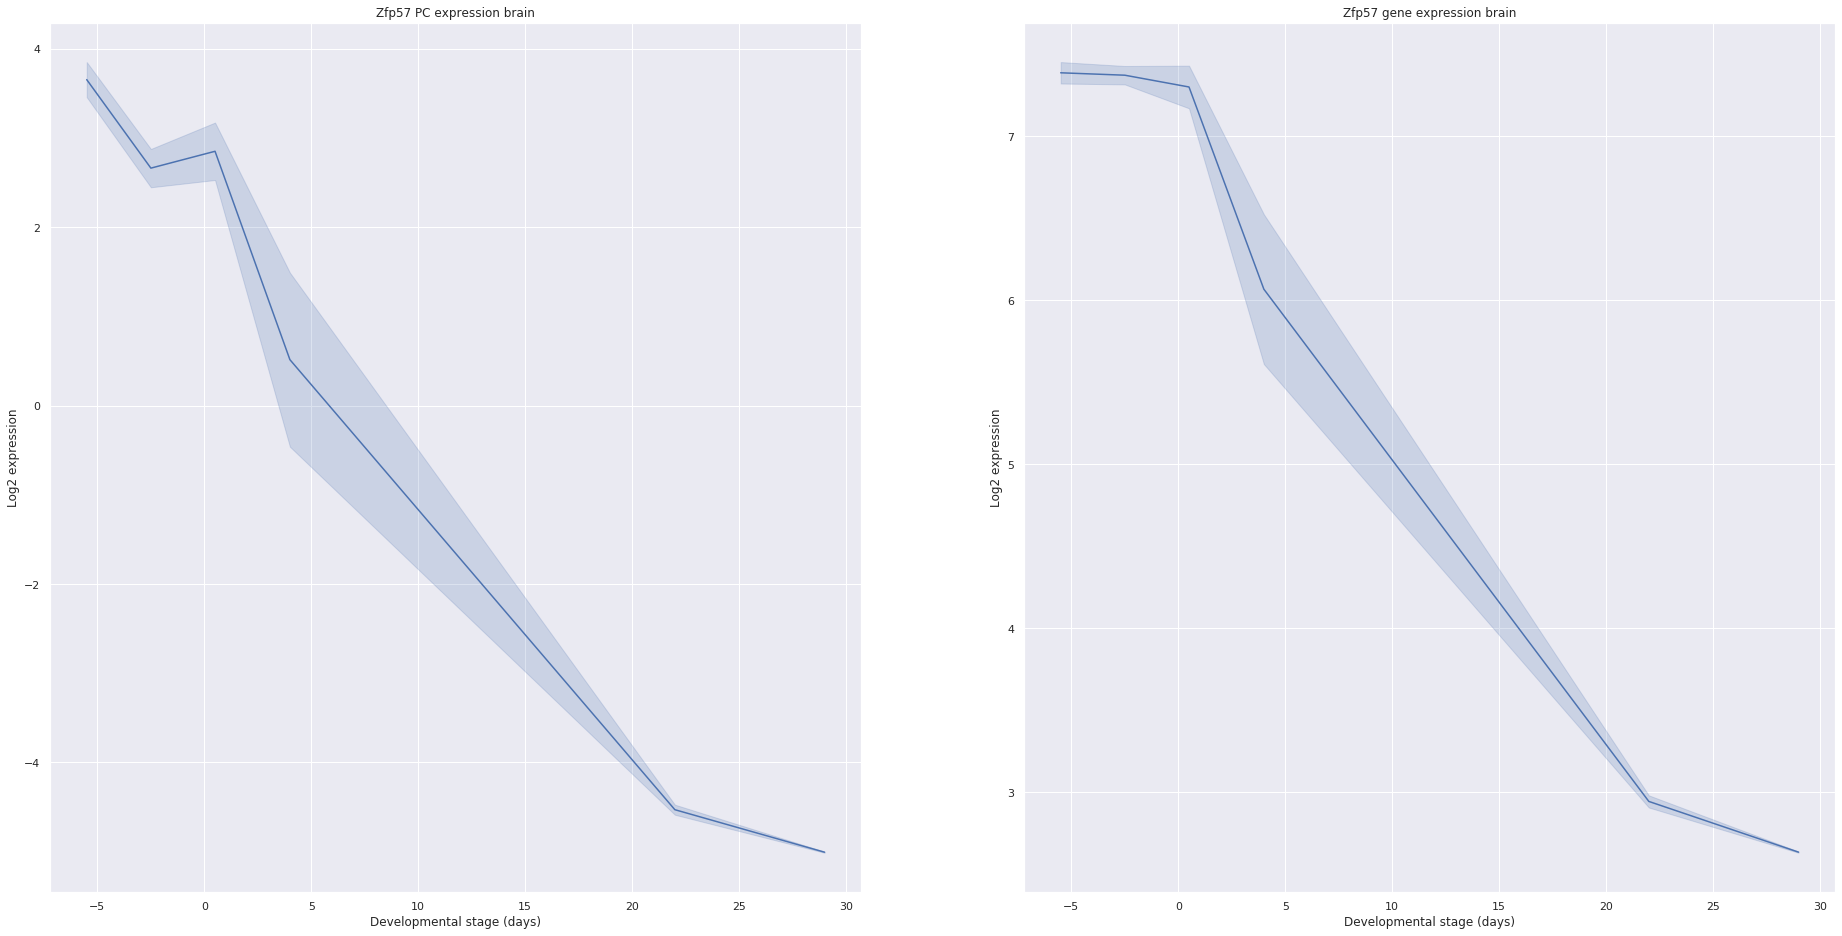 Zfp57 PC expression brain
4
2
0
−2
−4
Log2 expression
−5 0 5 10 15 20 25 30
Developmental stage (days)
Zfp57 gene expression brain
7
6
5
4
3
Log2 expression
−5 0 5 10 15 20 25 30
Developmental stage (days)